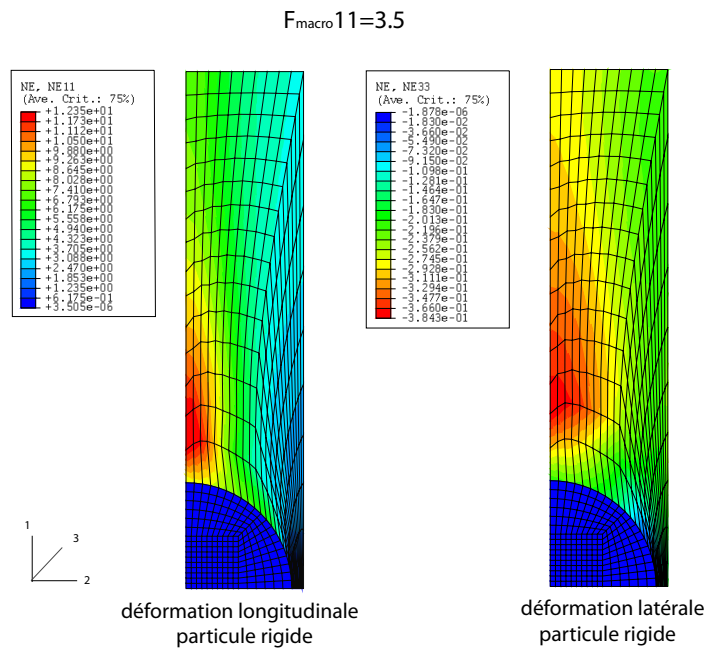 Fmacro11=3.5
NE, NE11
(Ave. Crit.: 75%)
+1.235e+01
+1.173e+01
+1.112e+01
+1.050e+01
+9.880e+00
+9.263e+00
+8.645e+00
+8.028e+00
+7.410e+00
+6.793e+00
+6.175e+00
+5.558e+00
+4.940e+00
+4.323e+00
+3.705e+00
+3.088e+00
+2.470e+00
+1.853e+00
+1.235e+00
+6.175e-01
+3.505e-06
NE, NE33
(Ave. Crit.: 75%)
-1.878e-06
-1.830e-02
-3.660e-02
-5.490e-02
-7.320e-02
-9.150e-02
-1.098e-01
-1.281e-01
-1.464e-01
-1.647e-01
-1.830e-01
-2.013e-01
-2.196e-01
-2.379e-01
-2.562e-01
-2.745e-01
-2.928e-01
-3.111e-01
-3.294e-01
-3.477e-01
-3.660e-01
-3.843e-01
1
3
2
déformation longitudinale
particule rigide
déformation latérale
particule rigide